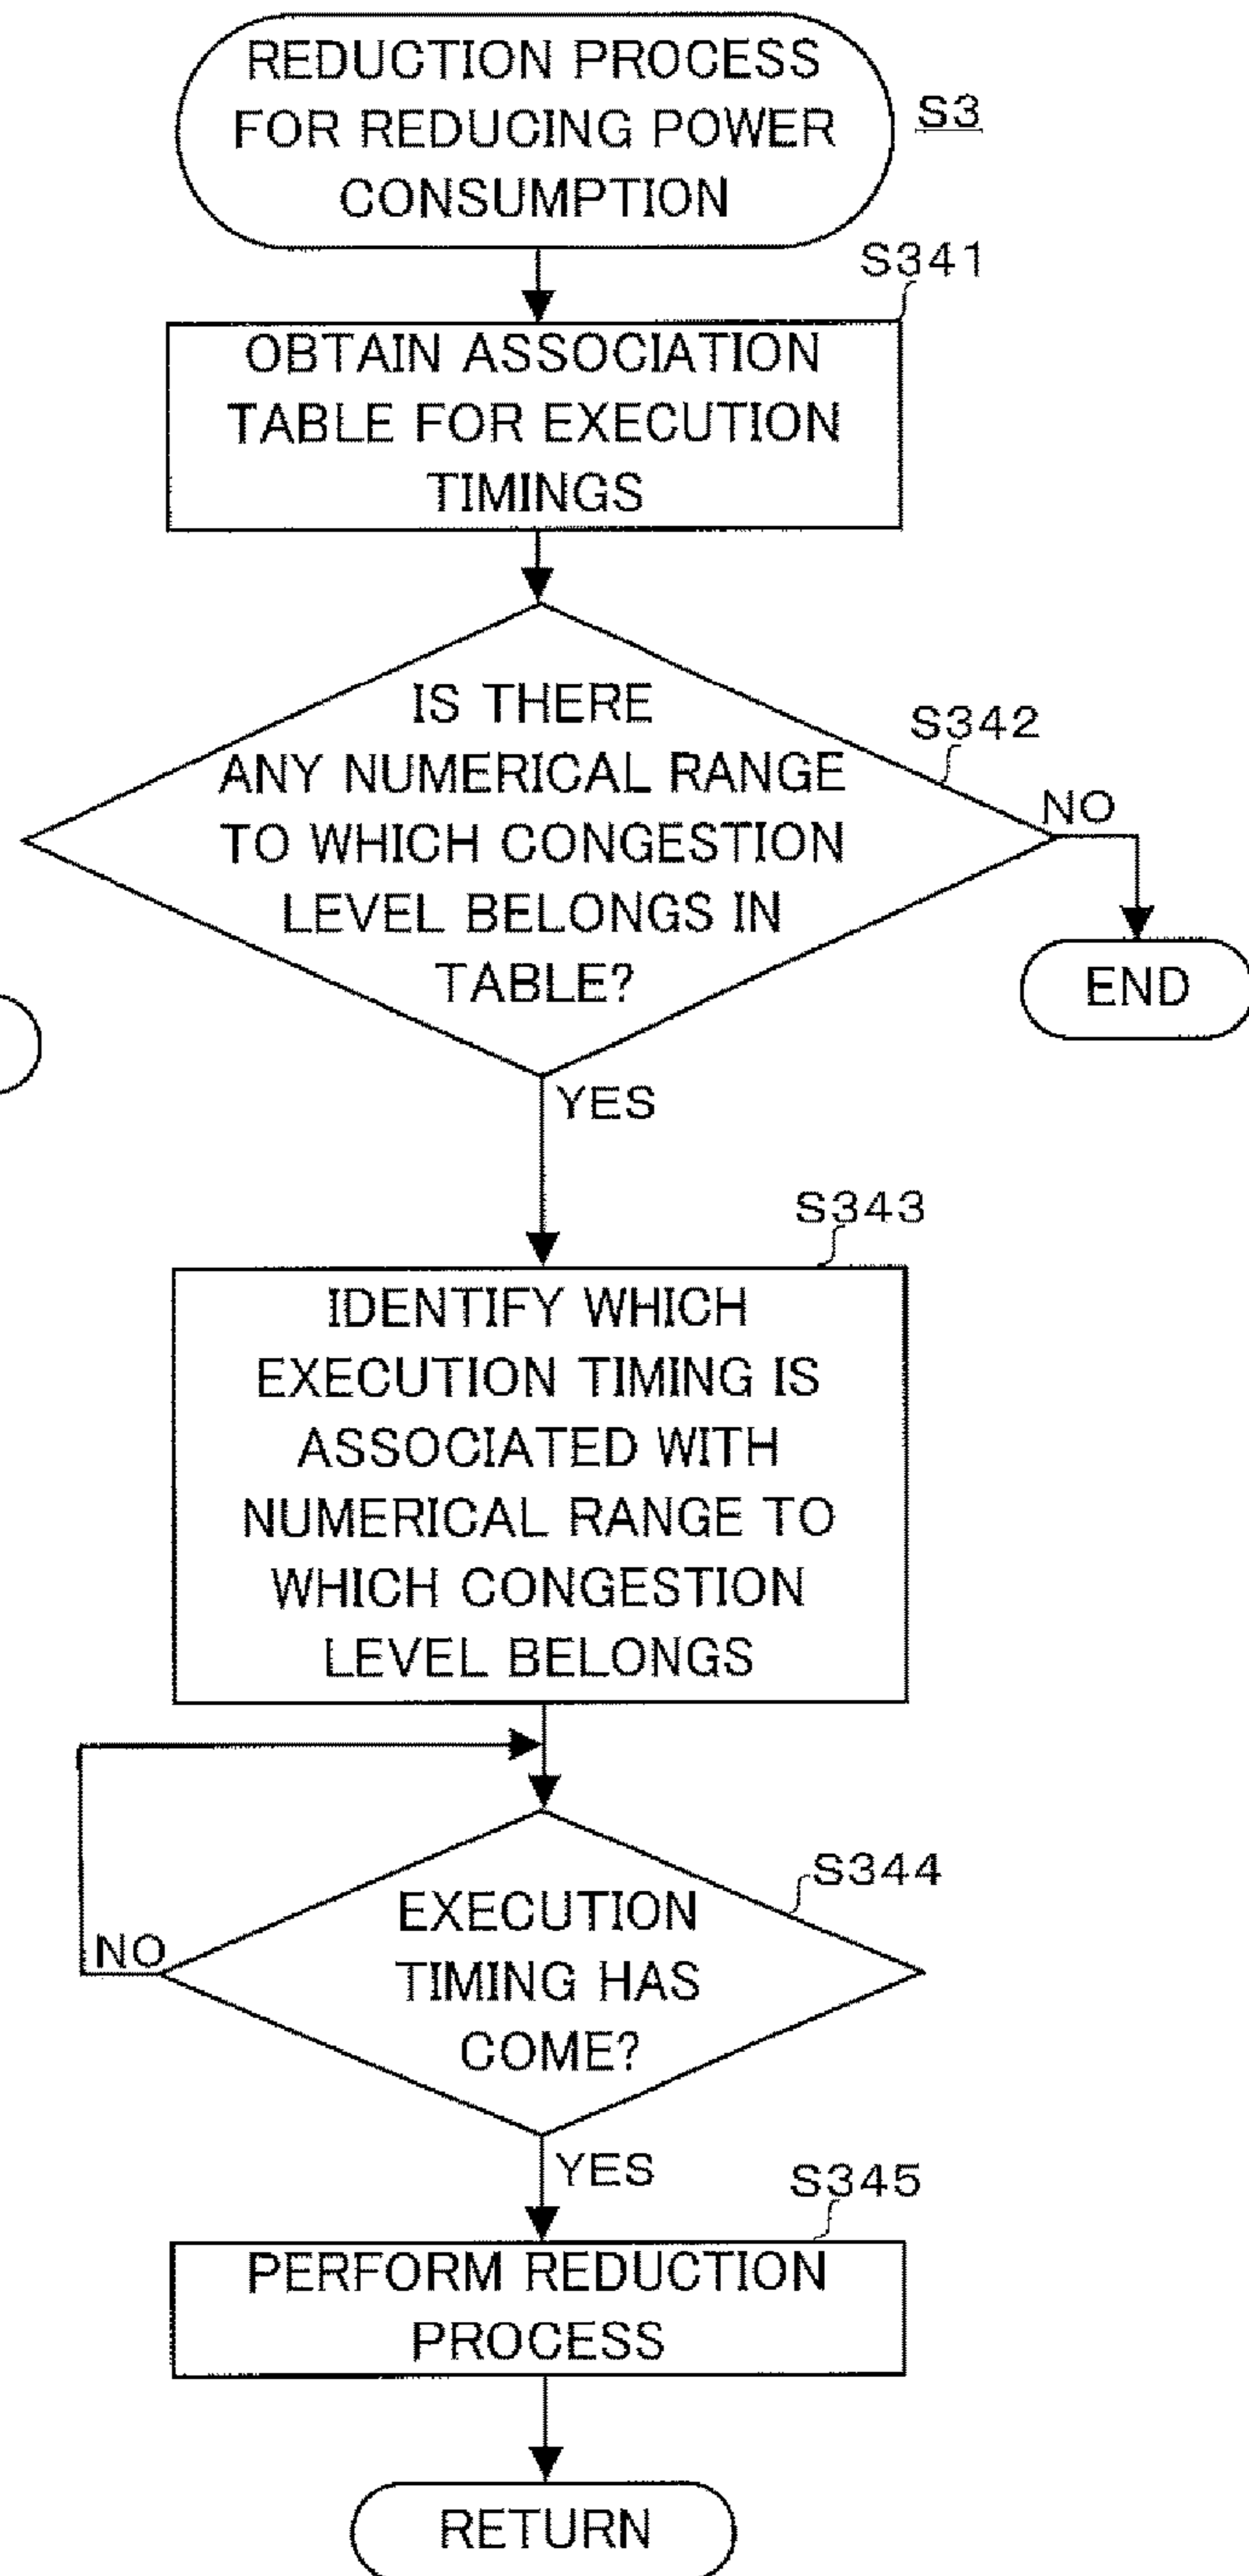 REDUCTION PROCESS
FOR REDUCING POWER
CONSUMPTION
S3
S341
OBTAIN ASSOCIATION
TABLE FOR EXECUTION
TIMINGS
S342
IS THERE
ANY NUMERICAL RANGE
TO WHICH CONGESTION
LEVEL BELONGS IN
TABLE?
NO
END
YES
S343
IDENTIFY WHICH
EXECUTION TIMING IS
ASSOCIATED WITH
NUMERICAL RANGE TO
WHICH CONGESTION
LEVEL BELONGS
S344
EXECUTION
TIMING HAS
COME?
NO
YES
S345
PERFORM REDUCTION
PROCESS
RETURN